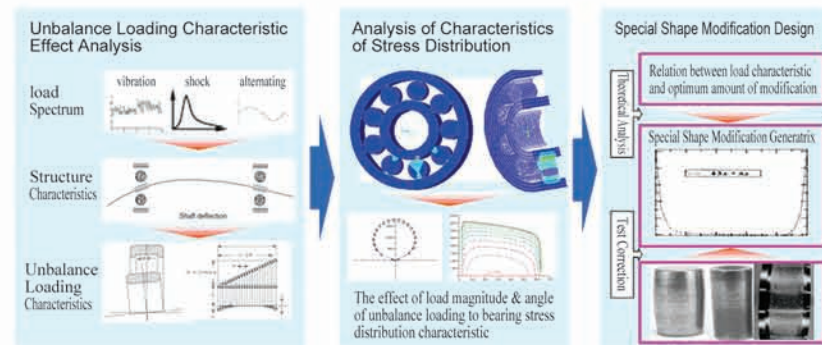 Unbalance Loading Characteristic
Effect Analysis
load
Spectrum
vibration
shock
alternating
Structure
Characteristics
Shaft deflection
Unbalance
Loading
Characteristics
Analysis of Characteristics
of Stress Distribution
The effect of load magnitude & angle
of unbalance loading to bearing stress
distribution characteristic
Special Shape Modification Design
Theoredical Analysis
Relation between load characteristic
and optimum amount of modification
Special Shape Modification Generatrix
Test Correction